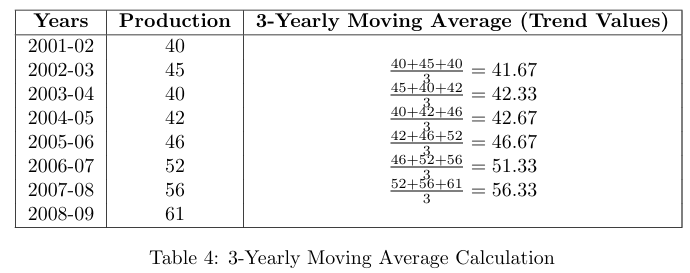 Years Production 3-Yearly Moving Average (Trend Values)
2001-02 40
2002-03 45 40+45+40/3 = 41.67
2003-04 40 45+40+42/3 = 42.33
2004-05 42 40+42+46/3 = 42.67
2005-06 46 42+46+52/3 = 46.67
2006-07 52 46+52+56/3 = 51.33
2007-08 56 52+56+61/3 = 56.33
2008-09 61
Table 4: 3-Yearly Moving Average Calculation